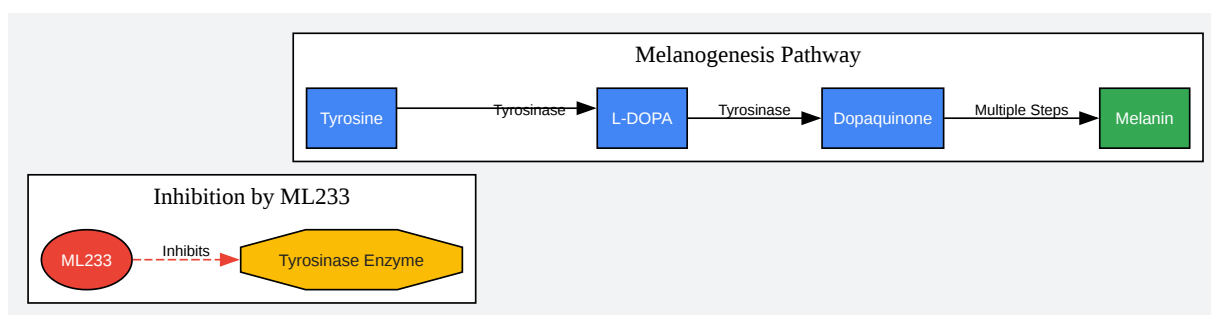 Melanogenesis Pathway
Tyrosine
Tyrosinase
L-DOPA
Tyrosinase
Dopaquinone
Multiple Steps
Melanin
Inhibition by ML233
ML233
Inhibits
Tyrosinase Enzyme